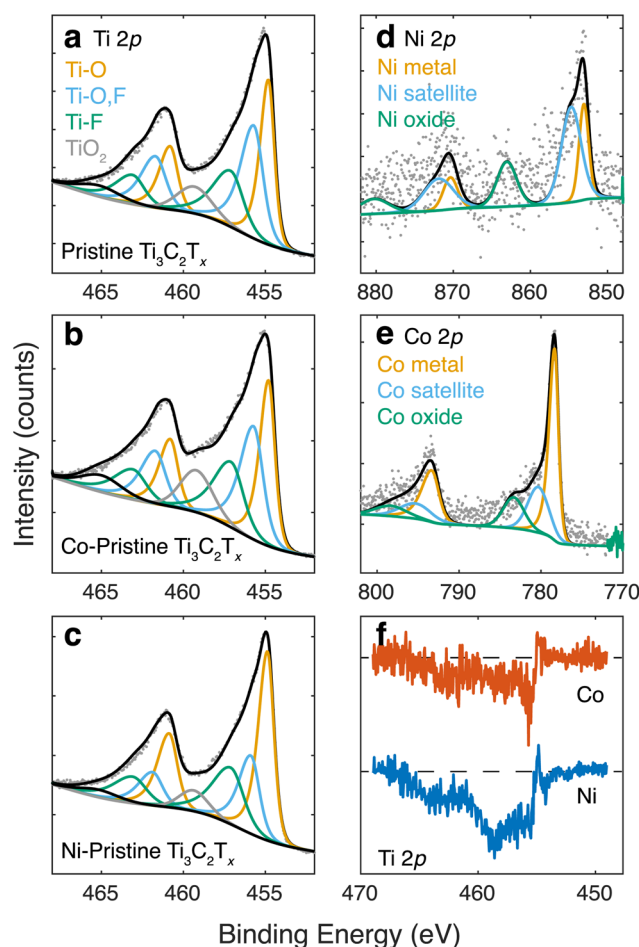 a Ti 2p
Ti-O
Ti-O,F
Ti-F
TiO2
Pristine Ti3C2Tx
465 460 455
b
Co-Pristine Ti3C2Tx
465 460 455
c
Ni-Pristine Ti3C2Tx
465 460 455
d Ni 2p
Ni metal
Ni satellite
Ni oxide
880 870 860 850
e Co 2p
Co metal
Co satellite
Co oxide
800 790 780 770
f
Co
Ni
Ti 2p
470 460 450
Intensity (counts)
Binding Energy (eV)